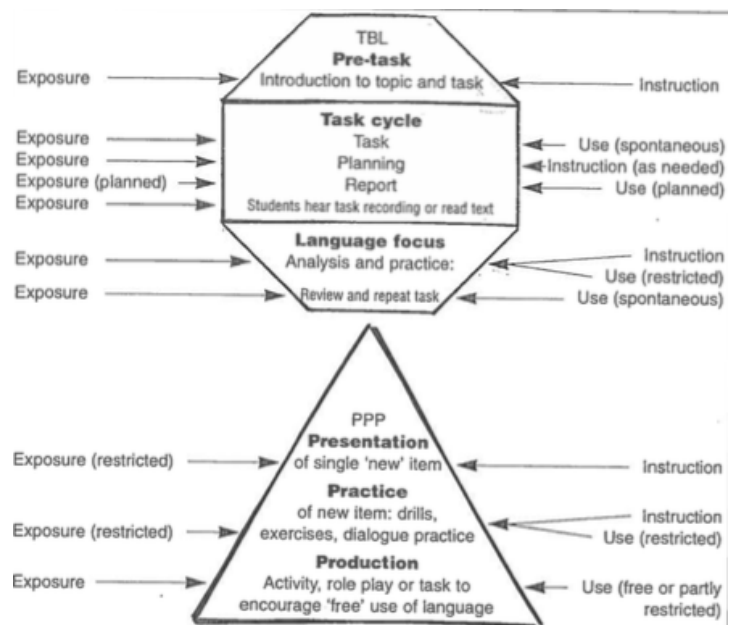 TBL
Pre-task
Exposure Introduction to topic and task Instruction
Task cycle
Exposure Task Use (spontaneous)
Exposure Planning Instruction (as needed)
Exposure (planned) Report Use (planned)
Exposure Students hear task recording or read text
Language focus
Exposure Analysis and practice: Instruction
Use (restricted)
Exposure Review and repeat task Use (spontaneous)
PPP
Presentation
Exposure (restricted) of single 'new' item Instruction
Practice
of new item: drills, Instruction
Exposure (restricted) exercises, dialogue practice Use (restricted)
Production
Exposure Activity, role play or task to Use (free or partly
encourage 'free' use of language restricted)